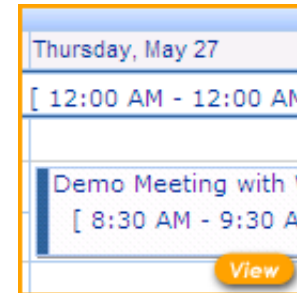 Thursday, May 27
[ 12:00 AM - 12:00 AM
Demo Meeting with
[ 8:30 AM - 9:30 A
View